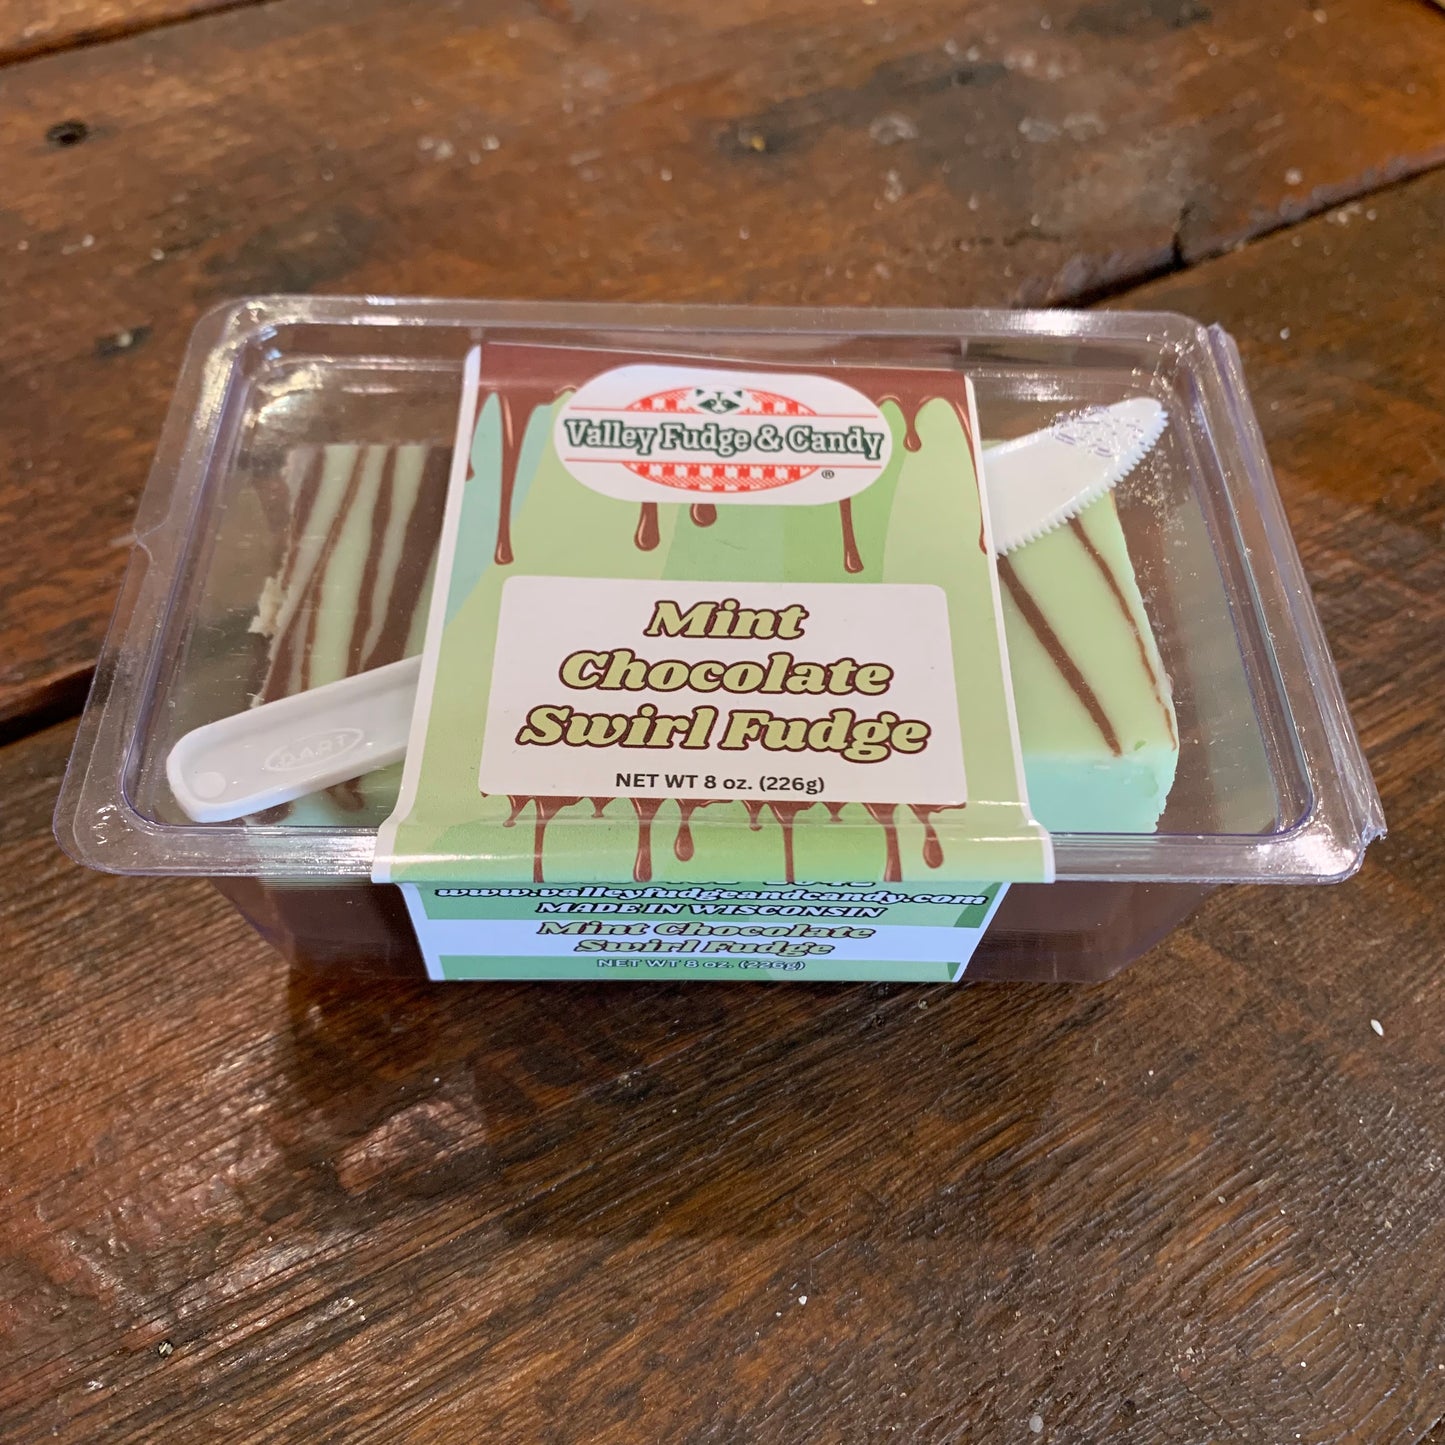 Valley Fudge & Candy
®
Mint
Chocolate
Swirl Fudge
NET WT 8 oz. (226g)
DART
www.valleyfudgeandcandy.com
MADE IN WISCONSIN
Mint Chocolate
Swirl Fudge
NET WT 8 oz. (226g)